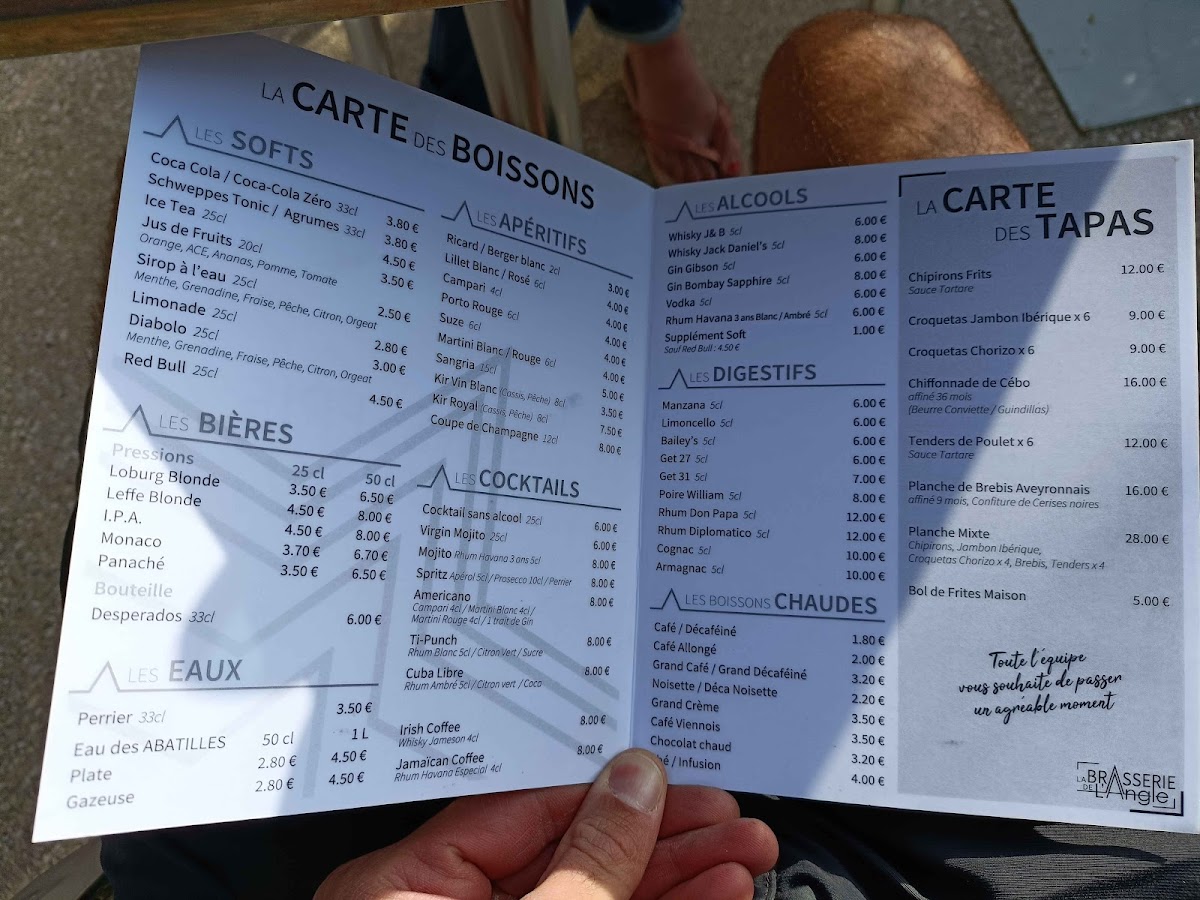 LA CARTE DES BOISSONS
LES SOFTS
Coca Cola / Coca-Cola Zéro 33cl 3.80 €
Schweppes Tonic / Agrumes 33cl 3.80 €
Ice Tea 25cl 4.50 €
Jus de Fruits 20cl 3.50 €
Orange, ACE, Ananas, Pomme, Tomate
Sirop à l'eau 25cl 2.50 €
Menthe, Grenadine, Fraise, Pêche, Citron, Orgeat
Limonade 25cl 2.80 €
Diabolo 25cl 3.00 €
Menthe, Grenadine, Fraise, Pêche, Citron, Orgeat
Red Bull 25cl 4.50 €
LES BIÈRES
Pressions 25 cl 50 cl
Loburg Blonde 3.50 € 6.50 €
Leffe Blonde 4.50 € 8.00 €
I.P.A. 4.50 € 8.00 €
Monaco 3.70 € 6.70 €
Panaché 3.50 € 6.50 €
Bouteille
Desperados 33cl 6.00 €
LES EAUX
Perrier 33cl 3.50 €
Eau des ABATILLES 50 cl 1 L
Plate 2.80 € 4.50 €
Gazeuse 2.80 € 4.50 €
LES APÉRITIFS
Ricard / Berger blanc 2cl 3.00 €
Lillet Blanc / Rosé 6cl 4.00 €
Campari 4cl 4.00 €
Porto Rouge 6cl 4.00 €
Suze 6cl 4.00 €
Martini Blanc / Rouge 6cl 4.00 €
Sangria 15cl 5.00 €
Kir Vin Blanc (Cassis, Pêche) 8cl 3.50 €
Kir Royal (Cassis, Pêche) 8cl 7.50 €
Coupe de Champagne 12cl 8.00 €
LES COCKTAILS
Cocktail sans alcool 25cl 6.00 €
Virgin Mojito 25cl 6.00 €
Mojito Rhum Havana 3 ans 5cl 8.00 €
Spritz Apérol 5cl / Prosecco 10cl / Perrier 8.00 €
Americano 8.00 €
Campari 4cl / Martini Blanc 4cl /
Martini Rouge 4cl / 1 trait de Gin
Ti-Punch 8.00 €
Rhum Blanc 5cl / Citron vert / Sucre
Cuba Libre 8.00 €
Rhum Ambré 5cl / Citron vert / Coca
Irish Coffee 8.00 €
Whisky Jameson 4cl
Jamaïcan Coffee 8.00 €
Rhum Havana Especial 4cl
LES ALCOOLS
Whisky J& B 5cl 6.00 €
Whisky Jack Daniel's 5cl 8.00 €
Gin Gibson 5cl 6.00 €
Gin Bombay Sapphire 5cl 8.00 €
Vodka 5cl 6.00 €
Rhum Havana 3 ans Blanc / Ambré 5cl 6.00 €
Supplément Soft 1.00 €
Sauf Red Bull : 4.50 €
LES DIGESTIFS
Manzana 5cl 6.00 €
Limoncello 5cl 6.00 €
Bailey's 5cl 6.00 €
Get 27 5cl 6.00 €
Get 31 5cl 7.00 €
Poire William 5cl 8.00 €
Rhum Don Papa 5cl 12.00 €
Rhum Diplomatico 5cl 12.00 €
Cognac 5cl 10.00 €
Armagnac 5cl 10.00 €
LES BOISSONS CHAUDES
Café / Décaféiné 1.80 €
Café Allongé 2.00 €
Grand Café / Grand Décaféiné 3.20 €
Noisette / Déca Noisette 2.20 €
Grand Crème 3.50 €
Café Viennois 3.50 €
Chocolat chaud 3.20 €
Thé / Infusion 4.00 €
LA CARTE
DES TAPAS
Chipirons Frits 12.00 €
Sauce Tartare
Croquetas Jambon Ibérique x 6 9.00 €
Croquetas Chorizo x 6 9.00 €
Chiffonnade de Cébo 16.00 €
affiné 36 mois
(Beurre Conviette / Guindillas)
Tenders de Poulet x 6 12.00 €
Sauce Tartare
Planche de Brebis Aveyronnais 16.00 €
affiné 9 mois, Confiture de Cerises noires
Planche Mixte 28.00 €
Chipirons, Jambon Ibérique,
Croquetas Chorizo x 4, Brebis, Tenders x 4
Bol de Frites Maison 5.00 €
Toute l'équipe
vous souhaite de passer
un agréable moment
LA BRASSERIE
DE L'Angle